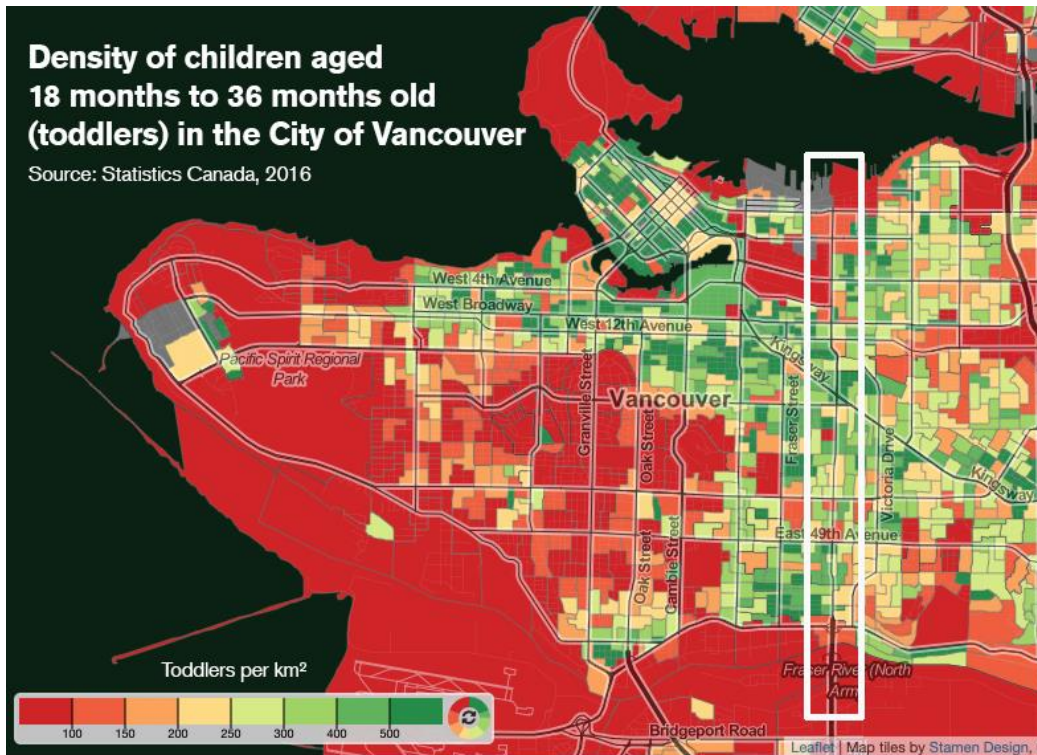 Density of children aged
18 months to 36 months old
(toddlers) in the City of Vancouver
Source: Statistics Canada, 2016
West 4th Avenue
West Broadway
West 12th Avenue
Pacific Spirit Regional
Park
Kingsway
Granville Street
Vancouver
Oak Street
Fraser Street
Victoria Drive
Kingsway
East 49th Avenue
Oak Street
Cambie Street
Toddlers per km²
Fraser River (North
Arm
100 150 200 250 300 400 500
Bridgeport Road
Leaflet | Map tiles by Stamen Design,